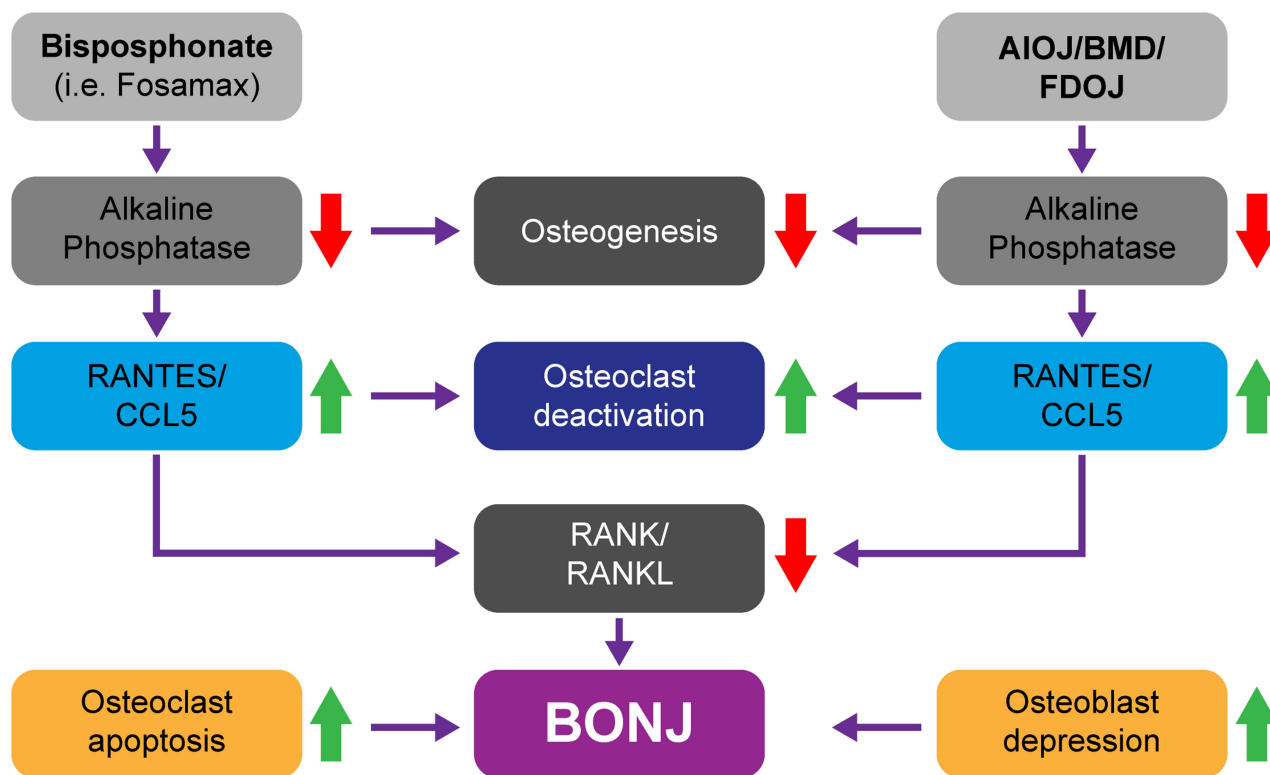 Bisposphonate
(i.e. Fosamax)
AIOJ/BMD/
FDOJ
Alkaline
Phosphatase
Osteogenesis
Alkaline
Phosphatase
RANTES/
CCL5
Osteoclast
deactivation
RANTES/
CCL5
RANK/
RANKL
Osteoclast
apoptosis
BONJ
Osteoblast
depression